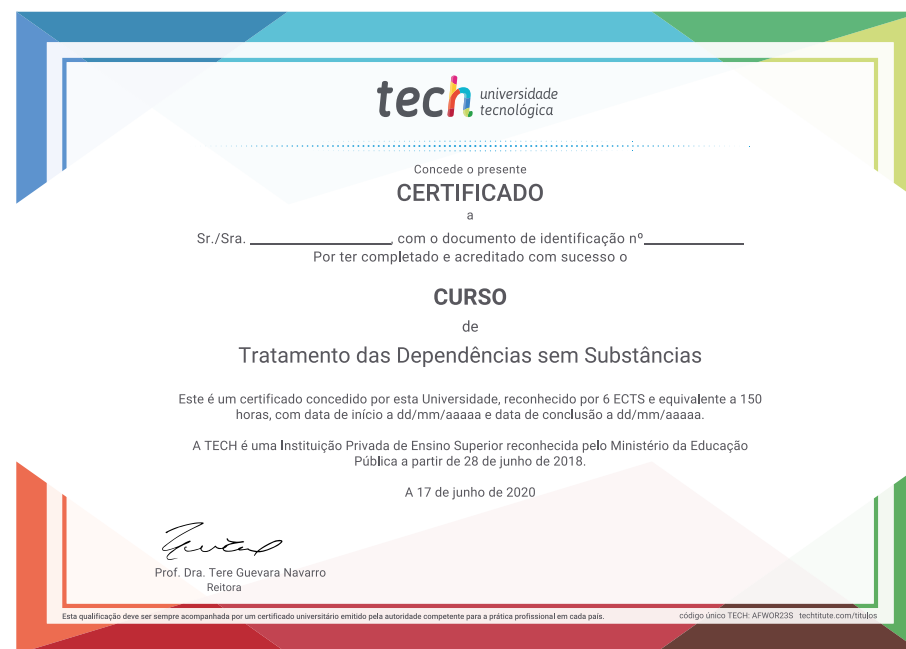 tech universidade
tecnológica
Concede o presente
CERTIFICADO
a
Sr./Sra. ____________, com o documento de identificação nº____________
Por ter completado e acreditado com sucesso o
CURSO
de
Tratamento das Dependências sem Substâncias
Este é um certificado concedido por esta Universidade, reconhecido por 6 ECTS e equivalente a 150
horas, com data de início a dd/mm/aaaaa e data de conclusão a dd/mm/aaaaa.
A TECH é uma Instituição Privada de Ensino Superior reconhecida pelo Ministério da Educação
Pública a partir de 28 de junho de 2018.
A 17 de junho de 2020
Prof. Dra. Tere Guevara Navarro
Reitora
Esta qualificação deve ser sempre acompanhada por um certificado universitário emitido pela autoridade competente para a prática profissional em cada país.
código único TECH: AFWOR23S techtitute.com/titulos